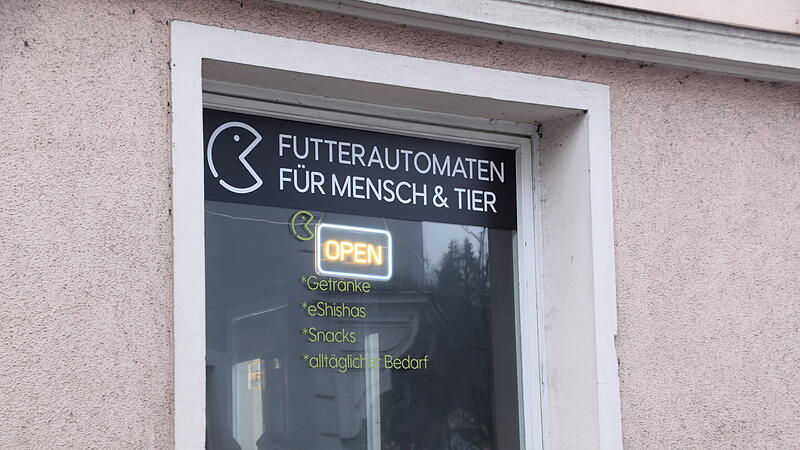 FUTTERAUTOMATEN
FÜR MENSCH & TIER
OPEN
*Getränke
*eShishas
*Snacks
*alltäglicher Bedarf